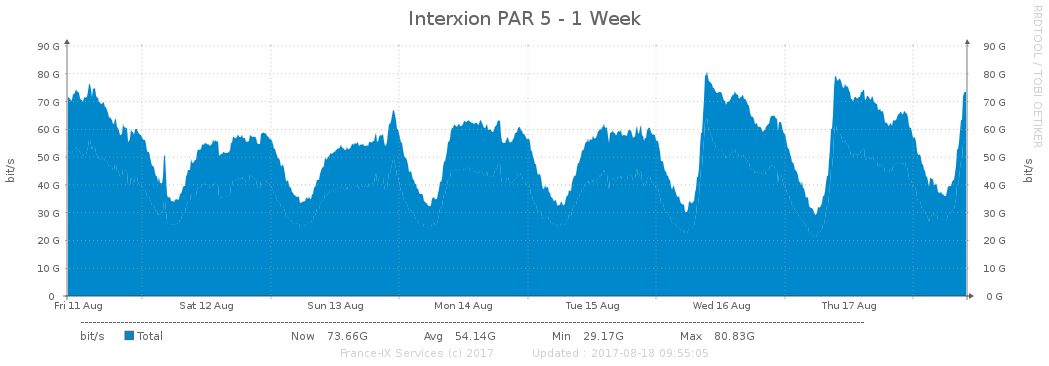 Interxion PAR 5 - 1 Week
RRDTOOL / TOBI OETIKER
90 G 90 G
80 G 80 G
70 G 70 G
60 G 60 G
50 G 50 G
40 G 40 G
30 G 30 G
20 G 20 G
10 G 10 G
0 0 G
bit/s
bit/s
Fri 11 Aug Sat 12 Aug Sun 13 Aug Mon 14 Aug Tue 15 Aug Wed 16 Aug Thu 17 Aug
bit/s Total Now 73.66G Avg 54.14G Min 29.17G Max 80.83G
France-IX Services (c) 2017 Updated : 2017-08-18 09:55:05